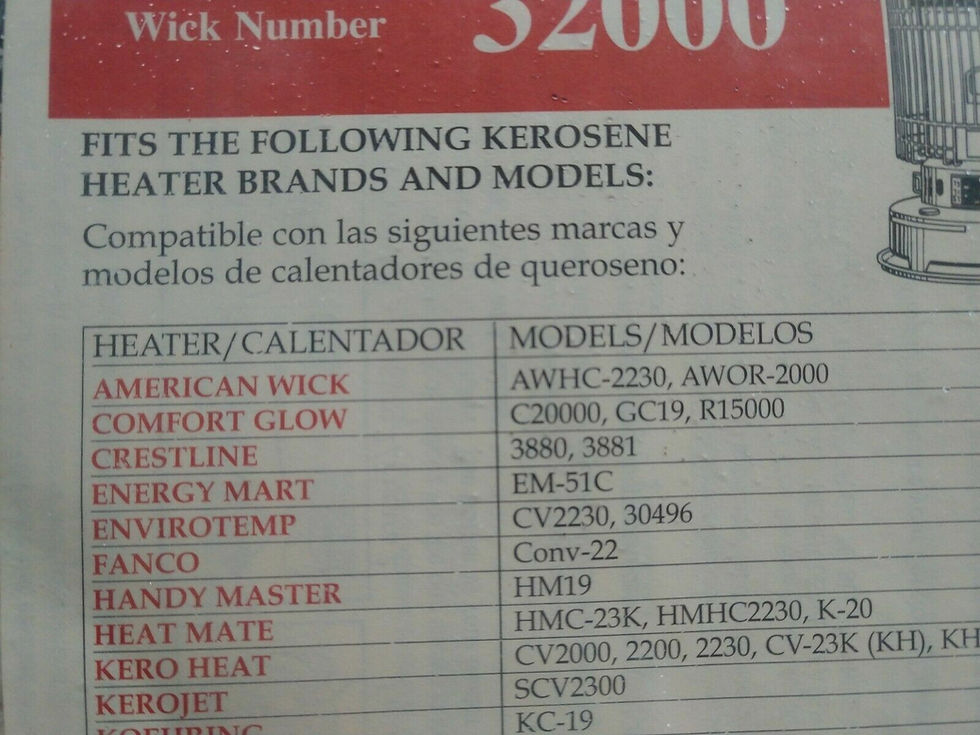 Wick Number 32000
FITS THE FOLLOWING KEROSENE
HEATER BRANDS AND MODELS:
Compatible con las siguientes marcas y
modelos de calentadores de queroseno:
HEATER/CALENTADOR MODELS/MODELOS
AMERICAN WICK AWHC-2230, AWOR-2000
COMFORT GLOW C20000, GC19, R15000
CRESTLINE 3880, 3881
ENERGY MART EM-51C
ENVIROTEMP CV2230, 30496
FANCO Conv-22
HANDY MASTER HM19
HEAT MATE HMC-23K, HMHC2230, K-20
KERO HEAT CV2000, 2200, 2230, CV-23K (KH), KH
KEROJET SCV2300
KOEHRING KC-19